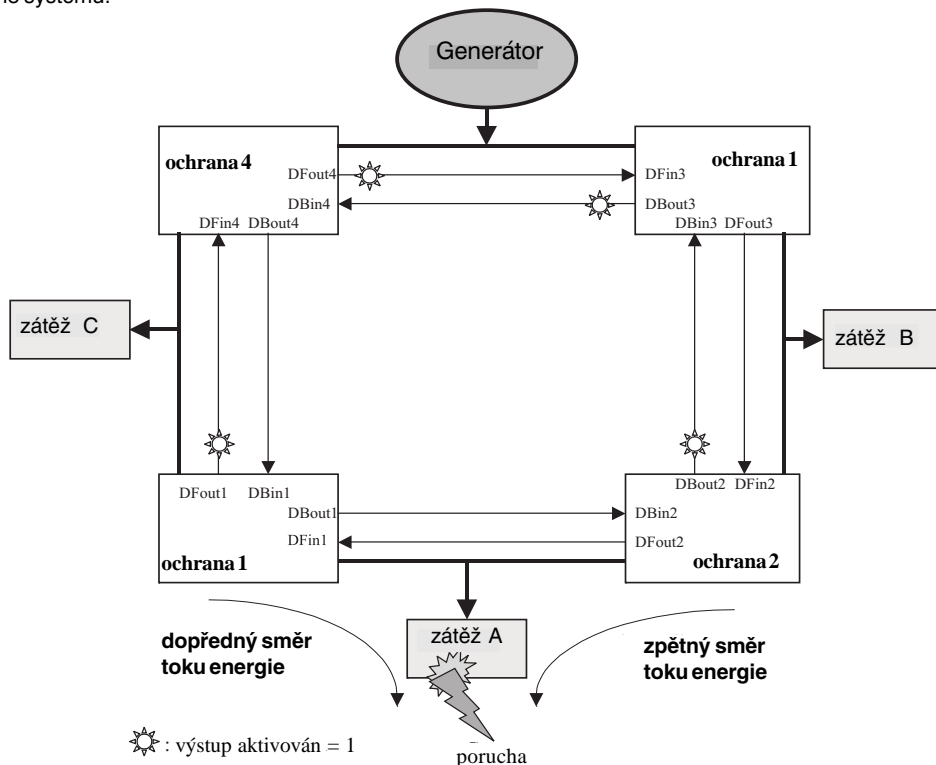 ho systému.
Generátor
ochrana 4
ochrana 1
DFout4
DFin3
DBin4
DBout3
DFin4 DBout4
DBin3 DFout3
zátěž C
zátěž B
DFout1 DBin1
DBout2 DFin2
DBout1
DBin2
DFin1
DFout2
ochrana 1
ochrana 2
dopředný směr
toku energie
zátěž A
zpětný směr
toku energie
: výstup aktivován = 1
porucha